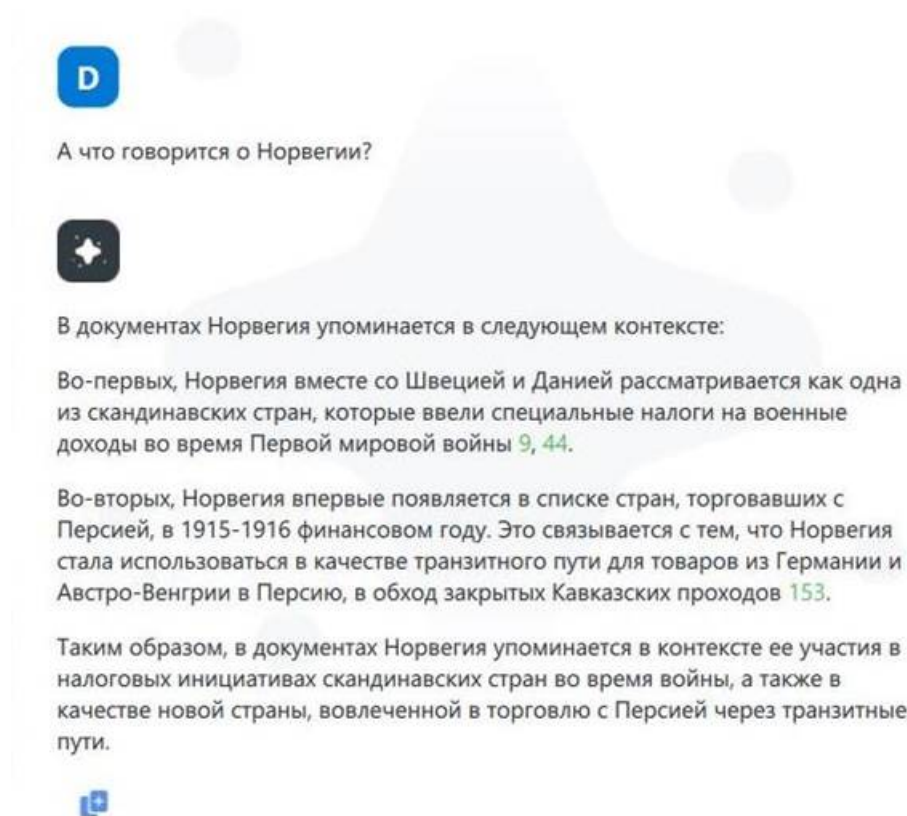 D
А что говорится о Норвегии?
В документах Норвегия упоминается в следующем контексте:
Во-первых, Норвегия вместе со Швецией и Данией рассматривается как одна
из скандинавских стран, которые ввели специальные налоги на военные
доходы во время Первой мировой войны 9, 44.
Во-вторых, Норвегия впервые появляется в списке стран, торговавших с
Персией, в 1915-1916 финансовом году. Это связывается с тем, что Норвегия
стала использоваться в качестве транзитного пути для товаров из Германии и
Австро-Венгрии в Персию, в обход закрытых Кавказских проходов 153.
Таким образом, в документах Норвегия упоминается в контексте ее участия в
налоговых инициативах скандинавских стран во время войны, а также в
качестве новой страны, вовлеченной в торговлю с Персией через транзитные
пути.